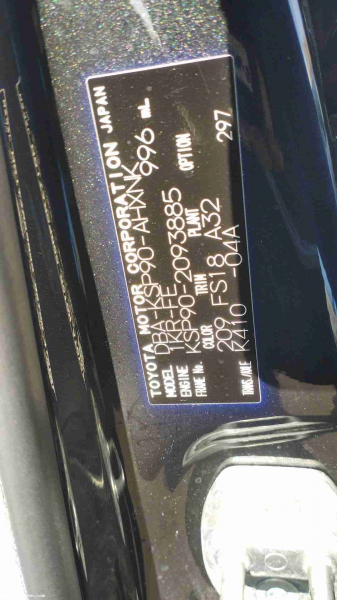 TOYOTA MOTOR CORPORATION JAPAN
MODEL DBA-KSP90-AHXNK
ENGINE 1KR-FE 996 mL
FRAME No. KSP90-2093885
COLOR TRIM PLANT OPTION
209 FS18 A32 297
TRANS./AXLE K410 -04A